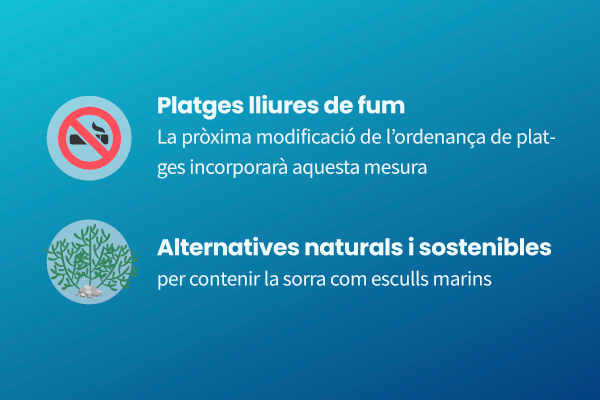 Platges lliures de fum
La pròxima modificació de l’ordenança de plat-
ges incorporarà aquesta mesura
Alternatives naturals i sostenibles
per contenir la sorra com esculls marins